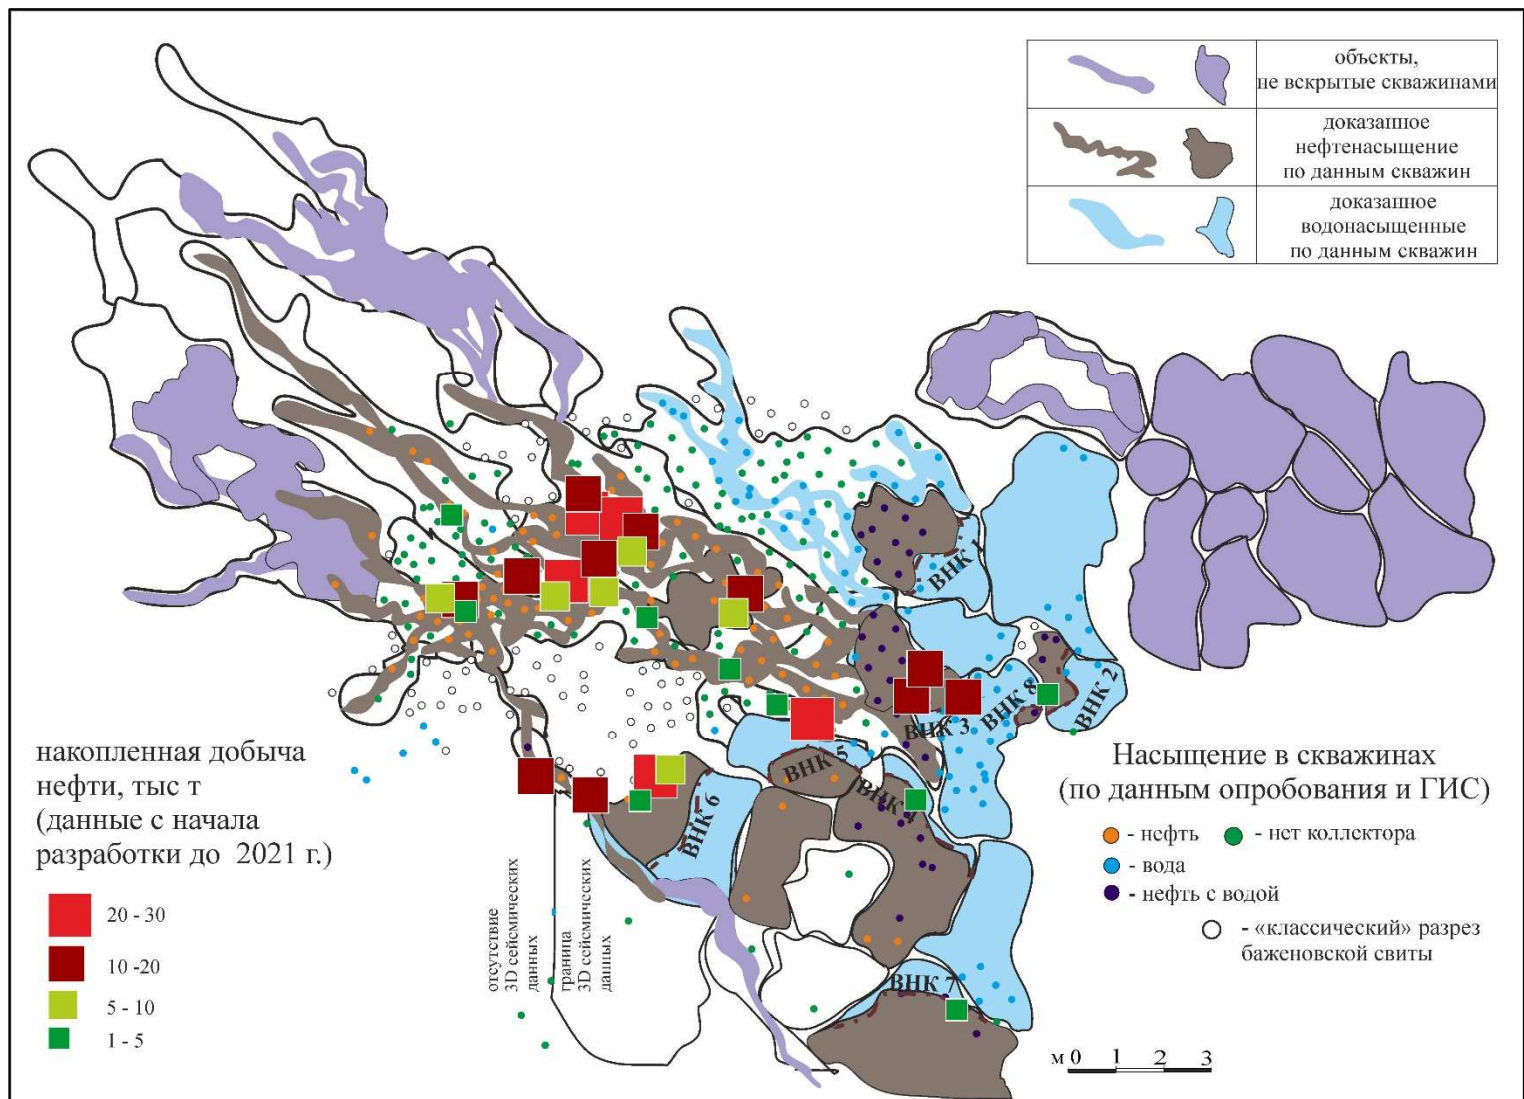 объекты,
не вскрытые скважинами
доказанное
нефтенасыщение
по данным скважин
доказанное
водонасыщенные
по данным скважин
ВНК 1
ВНК 2
ВНК 8
ВНК 3
ВНК 5
ВНК 4
ВНК 6
ВНК 7
накопленная добыча
нефти, тыс т
(данные с начала
разработки до 2021 г.)
20 - 30
10 -20
5 - 10
1 - 5
отсутствие
3D сейсмических
данных
граница
3D сейсмических
данных
Насыщение в скважинах
(по данным опробования и ГИС)
- нефть
- нет коллектора
- вода
- нефть с водой
- «классический» разрез
баженовской свиты
м 0 1 2 3